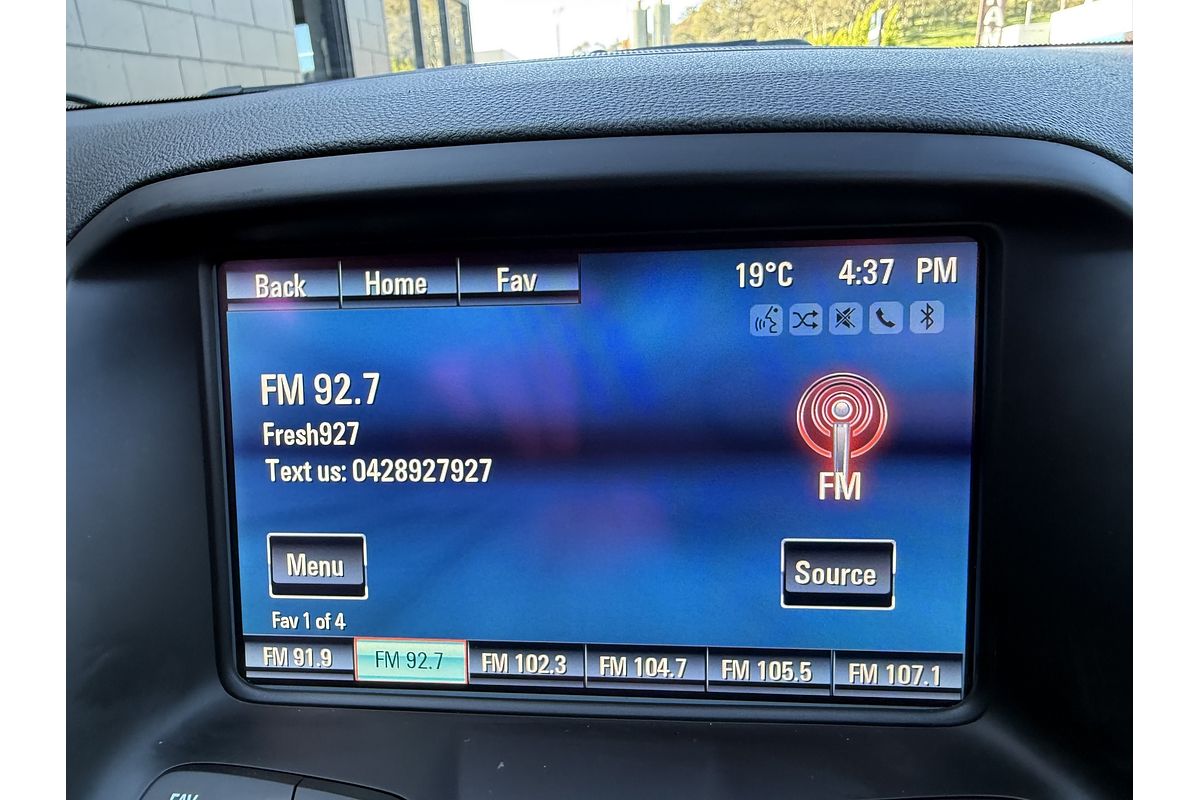 Back Home Fav 19°C 4:37 PM
FM 92.7
Fresh927
Text us: 0428927927
FM
Menu Source
Fav 1 of 4
FM 91.9 FM 92.7 FM 102.3 FM 104.7 FM 105.5 FM 107.1
FAV